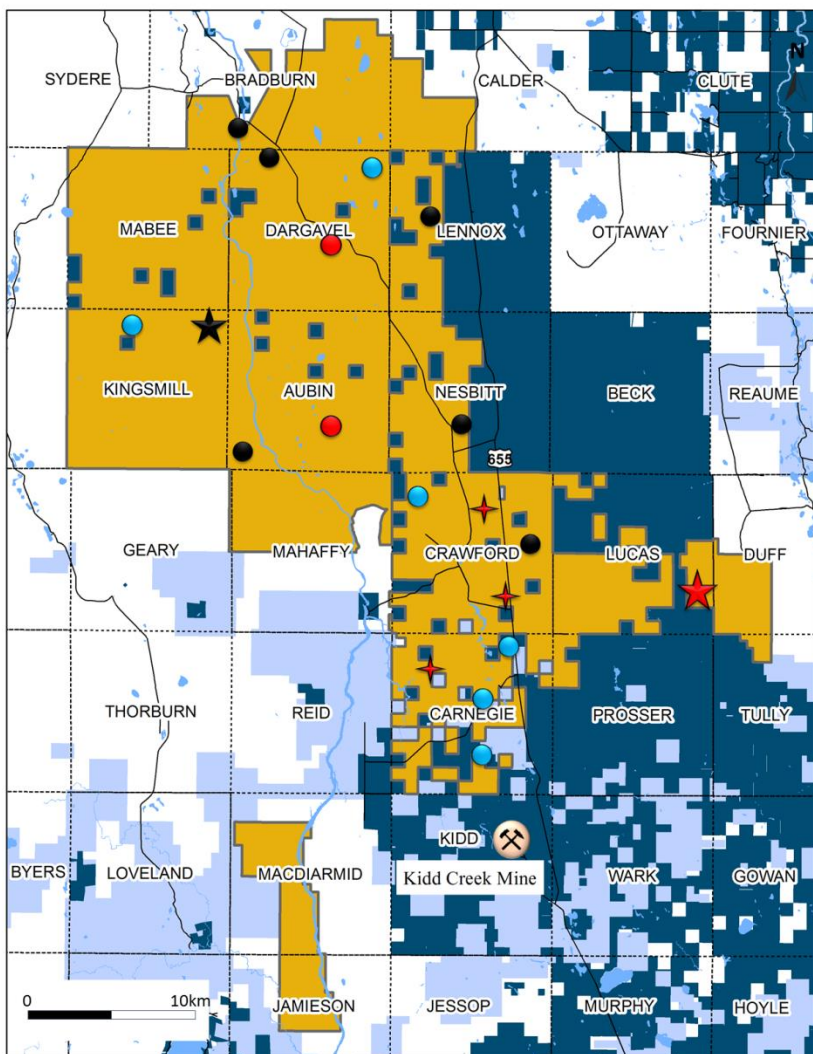 SYDERE
BRADBURN
CALDER
CLUTE
N
MABEE
DARGAVEL
LENNOX
OTTAWAY
FOURNIER
KINGSMILL
AUBIN
NESBITT
BECK
REAUME
655
GEARY
MAHAFFY
CRAWFORD
LUCAS
DUFF
THORBURN
REID
CARNEGIE
PROSSER
TULLY
KIDD
BYERS
LOVELAND
MACDIARMID
Kidd Creek Mine
WARK
GOWAN
0
10km
JAMIESON
JESSOP
MURPHY
HOYLE